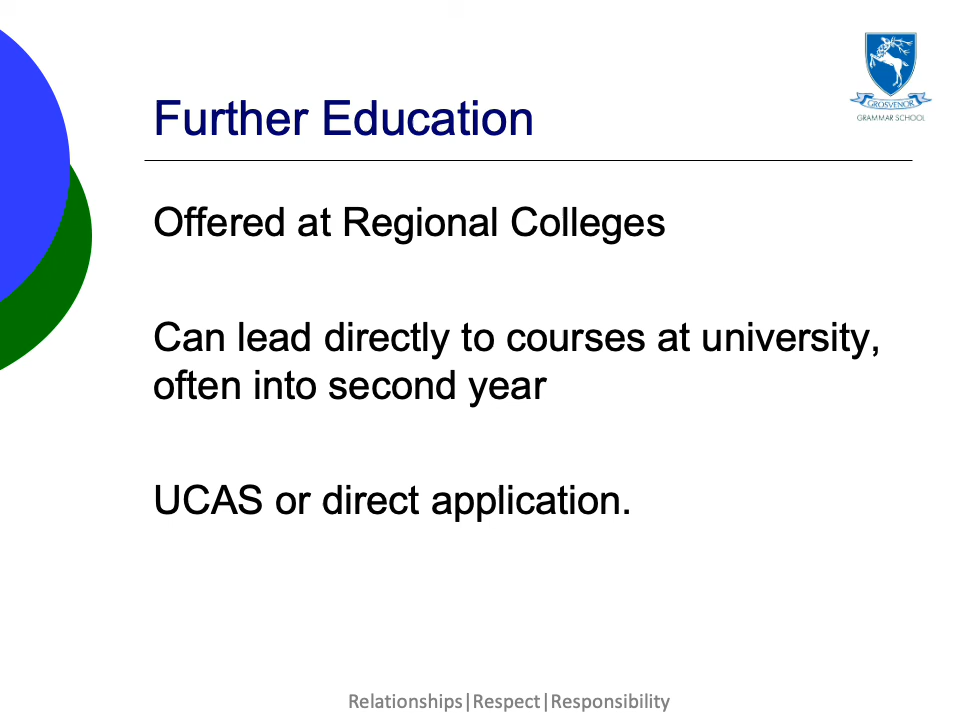 GROSVENOR
GRAMMAR SCHOOL
Further Education
Offered at Regional Colleges
Can lead directly to courses at university,
often into second year
UCAS or direct application.
Relationships|Respect|Responsibility